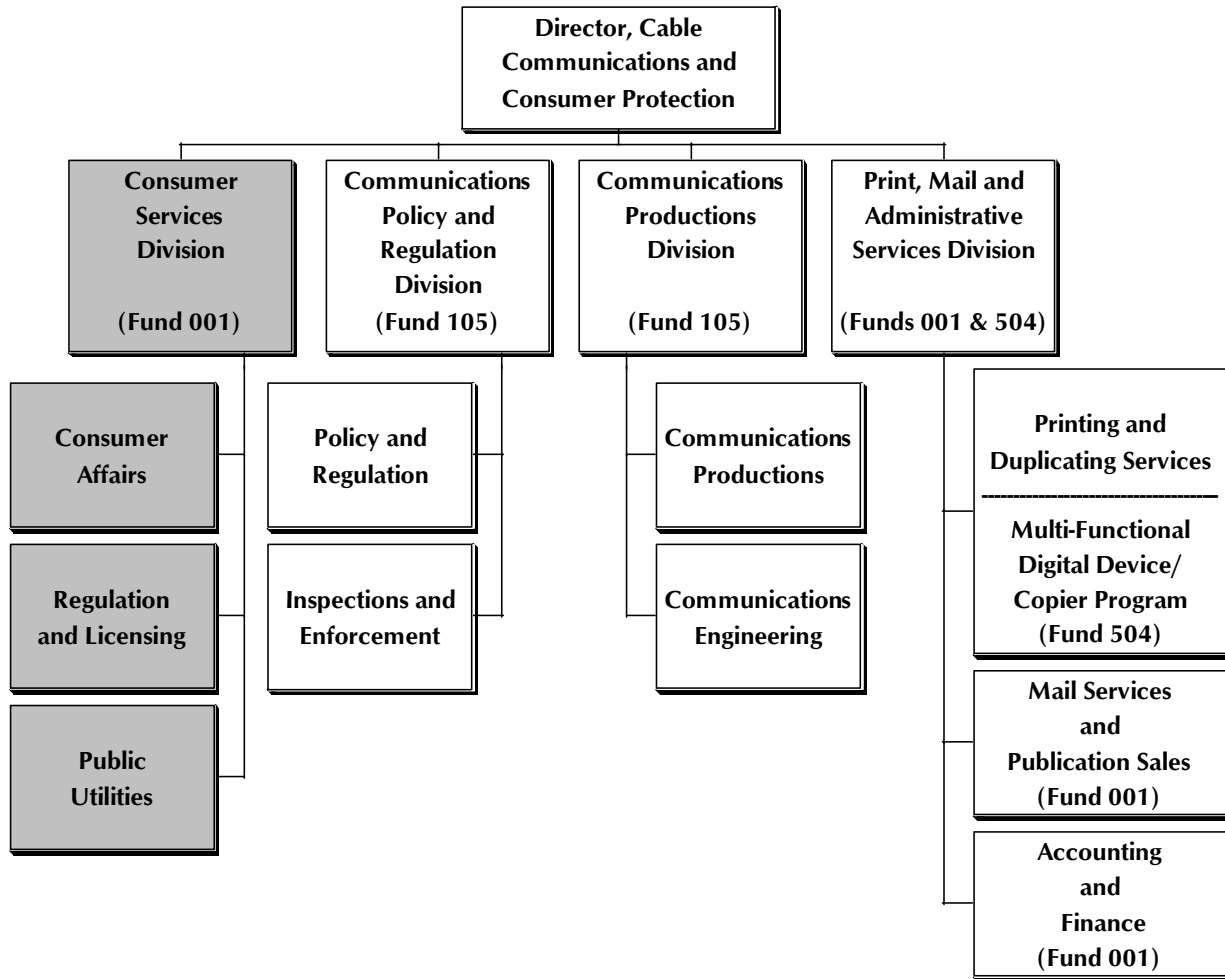 Director, Cable
Communications and
Consumer Protection
Consumer
Services
Division
(Fund 001)
Communications
Policy and
Regulation
Division
(Fund 105)
Communications
Productions
Division
(Fund 105)
Print, Mail and
Administrative
Services Division
(Funds 001 & 504)
Consumer
Affairs
Regulation
and Licensing
Public
Utilities
Policy and
Regulation
Inspections and
Enforcement
Communications
Productions
Communications
Engineering
Printing and
Duplicating Services
Multi-Functional
Digital Device/
Copier Program
(Fund 504)
Mail Services
and
Publication Sales
(Fund 001)
Accounting
and
Finance
(Fund 001)